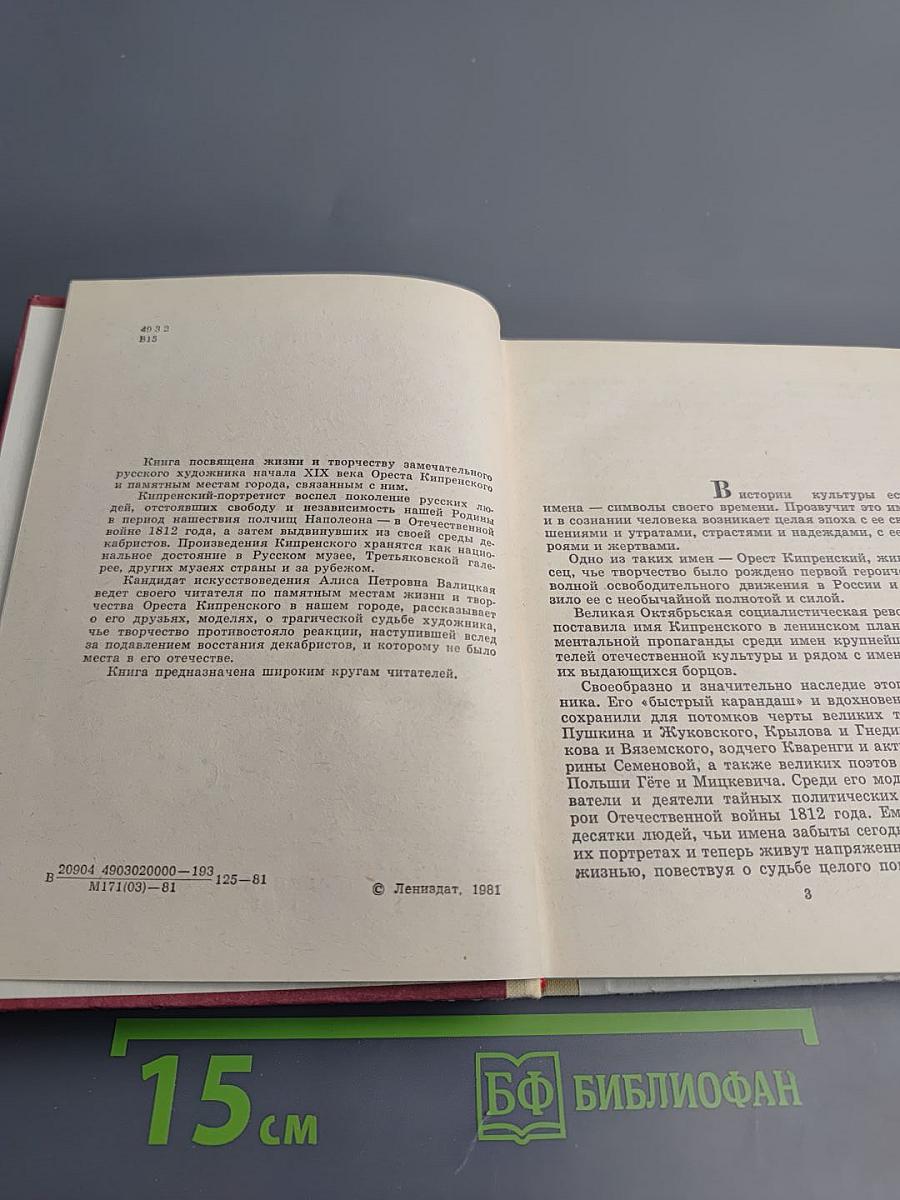 49 3 2
В15
Книга посвящена жизни и творчеству замечательного
русского художника начала XIX века Ореста Кипренского
и памятным местам города, связанным с ним.
Кипренский-портретист воспел поколение русских лю-
дей, отстоявших свободу и независимость нашей Родины
в период нашествия полчищ Наполеона — в Отечественной
войне 1812 года, а затем выдвинувших из своей среды де-
кабристов. Произведения Кипренского хранятся как нацио-
нальное достояние в Русском музее, Третьяковской гале-
рее, других музеях страны и за рубежом.
Кандидат искусствоведения Алиса Петровна Валицкая
ведет своего читателя по памятным местам жизни и твор-
чества Ореста Кипренского в нашем городе, рассказывает
о его друзьях, моделях, о трагической судьбе художника,
чье творчество противостояло реакции, наступившей вслед
за подавлением восстания декабристов, и которому не было
места в его отечестве.
Книга предназначена широким кругам читателей.
В 20904 4903020000—193
М171(03)—81
125—81
© Лениздат, 1981
В истории культуры ес
имена — символы своего времени. Прозвучит это им
и в сознании человека возникает целая эпоха с ее св
шениями и утратами, страстями и надеждами, с ее
роями и жертвами.
Одно из таких имен — Орест Кипренский, жив
сец, чье творчество было рождено первой героиче
волной освободительного движения в России и
зило ее с необычайной полнотой и силой.
Великая Октябрьская социалистическая рево
поставила имя Кипренского в ленинском план
ментальной пропаганды среди имен крупнейш
телей отечественной культуры и рядом с имен
их выдающихся борцов.
Своеобразно и значительно наследие этог
ника. Его «быстрый карандаш» и вдохновен
сохранили для потомков черты великих т
Пушкина и Жуковского, Крылова и Гнеди
кова и Вяземского, зодчего Кваренги и акт
рины Семеновой, а также великих поэтов
Польши Гёте и Мицкевича. Среди его мод
ватели и деятели тайных политических
рои Отечественной войны 1812 года. Ем
десятки людей, чьи имена забыты сегод
их портретах и теперь живут напряженн
жизнью, повествуя о судьбе целого пок
3
15 см
БФ БИБЛИОФАН